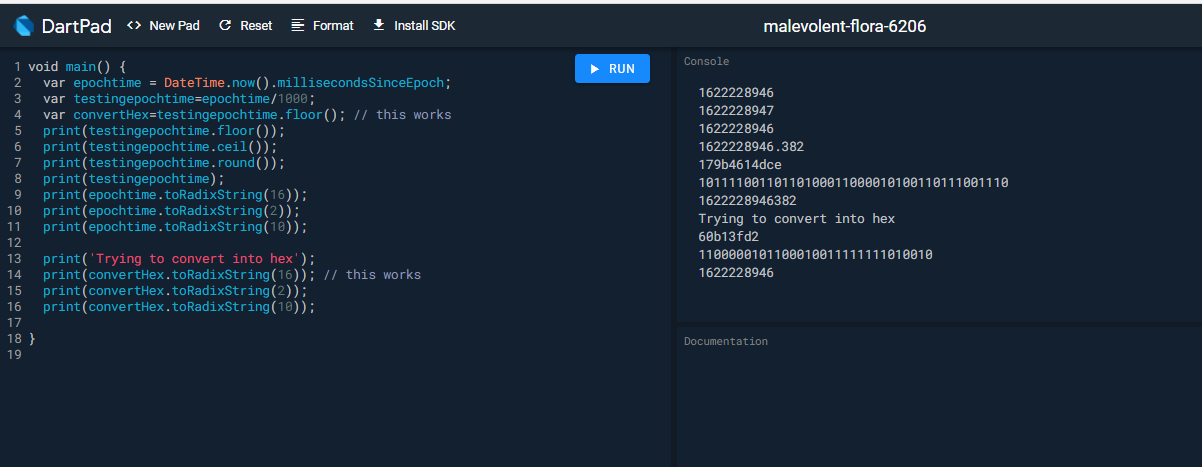 DartPad <> New Pad Reset Format Install SDK malevolent-flora-6206
1 void main() {
2 var epochtime = DateTime.now().millisecondsSinceEpoch;
3 var testingepochtime=epochtime/1000;
4 var convertHex=testingepochtime.floor(); // this works
5 print(testingepochtime.floor());
6 print(testingepochtime.ceil());
7 print(testingepochtime.round());
8 print(testingepochtime);
9 print(epochtime.toRadixString(16));
10 print(epochtime.toRadixString(2));
11 print(epochtime.toRadixString(10));
12
13 print('Trying to convert into hex');
14 print(convertHex.toRadixString(16)); // this works
15 print(convertHex.toRadixString(2));
16 print(convertHex.toRadixString(10));
17
18 }
19
RUN
Console
1622228946
1622228947
1622228946
1622228946.382
179b4614dce
10111100110110100011000010100110111001110
1622228946382
Trying to convert into hex
60b13fd2
1100000101100010011111111010010
1622228946
Documentation